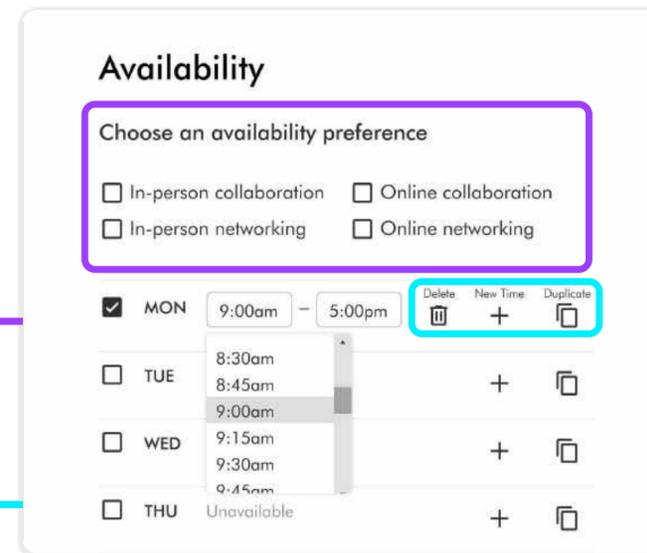 Availability
Choose an availability preference
In-person collaboration Online collaboration
In-person networking Online networking
Delete New Time Duplicate
MON 9:00am – 5:00pm
8:30am
TUE 8:45am
9:00am
WED 9:15am
9:30am
9:45am
THU Unavailable